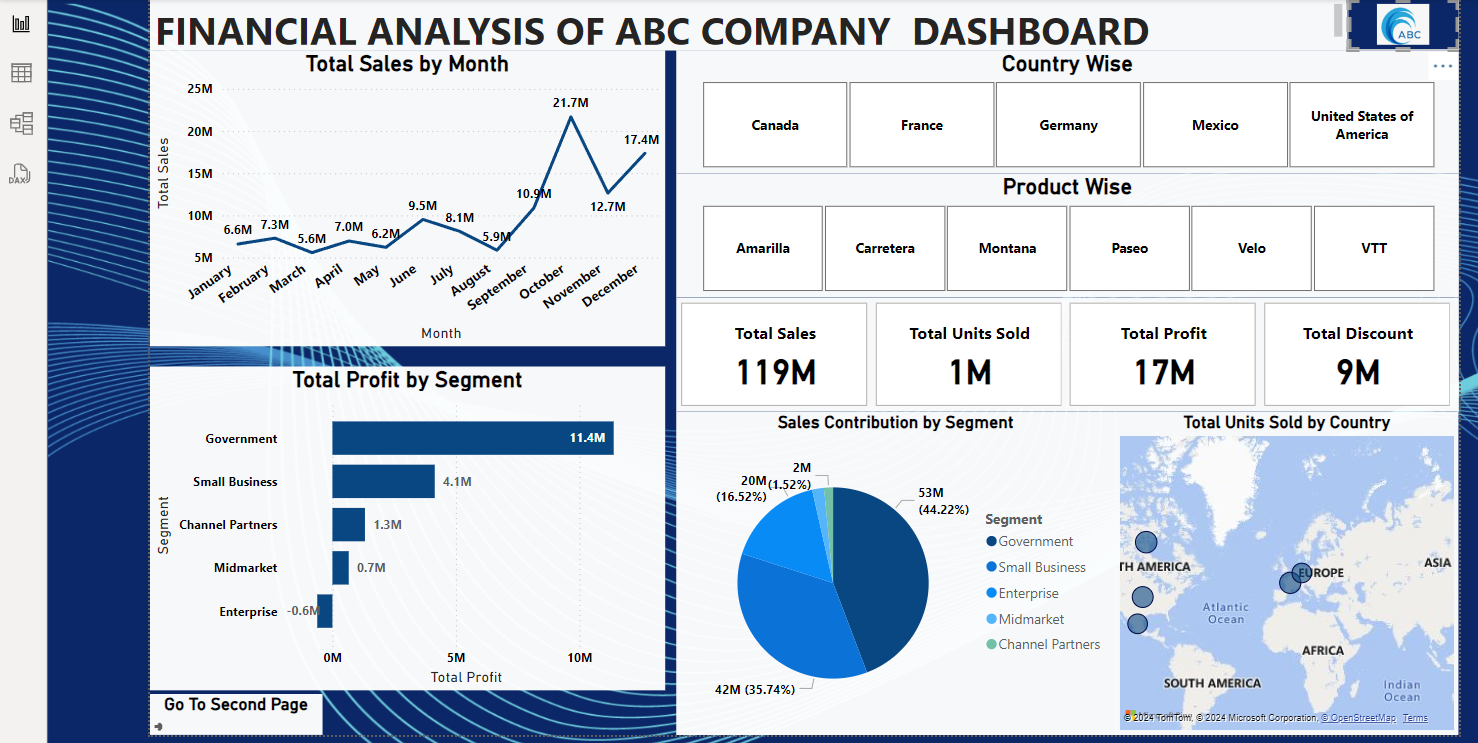 FINANCIAL ANALYSIS OF ABC COMPANY DASHBOARD
ABC
DAX
Total Sales by Month
Total Sales
25M
20M
15M
10M
5M
6.6M
7.3M
5.6M
7.0M
6.2M
9.5M
8.1M
5.9M
10.9M
21.7M
12.7M
17.4M
January
February
March
April
May
June
July
August
September
October
November
December
Month
Country Wise
Canada
France
Germany
Mexico
United States of
America
Product Wise
Amarilla
Carretera
Montana
Paseo
Velo
VTT
Total Sales
119M
Total Units Sold
1M
Total Profit
17M
Total Discount
9M
Total Profit by Segment
Segment
Government
11.4M
Small Business
4.1M
Channel Partners
1.3M
Midmarket
0.7M
Enterprise
-0.6M
0M
5M
10M
Total Profit
Go To Second Page
Sales Contribution by Segment
2M
(1.52%)
20M
(16.52%)
53M
(44.22%)
42M (35.74%)
Segment
Government
Small Business
Enterprise
Midmarket
Channel Partners
Total Units Sold by Country
TH AMERICA
EUROPE
ASIA
Atlantic
Ocean
AFRICA
SOUTH AMERICA
Indian
Ocean
© 2024 TomTom, © 2024 Microsoft Corporation, © OpenStreetMap Terms